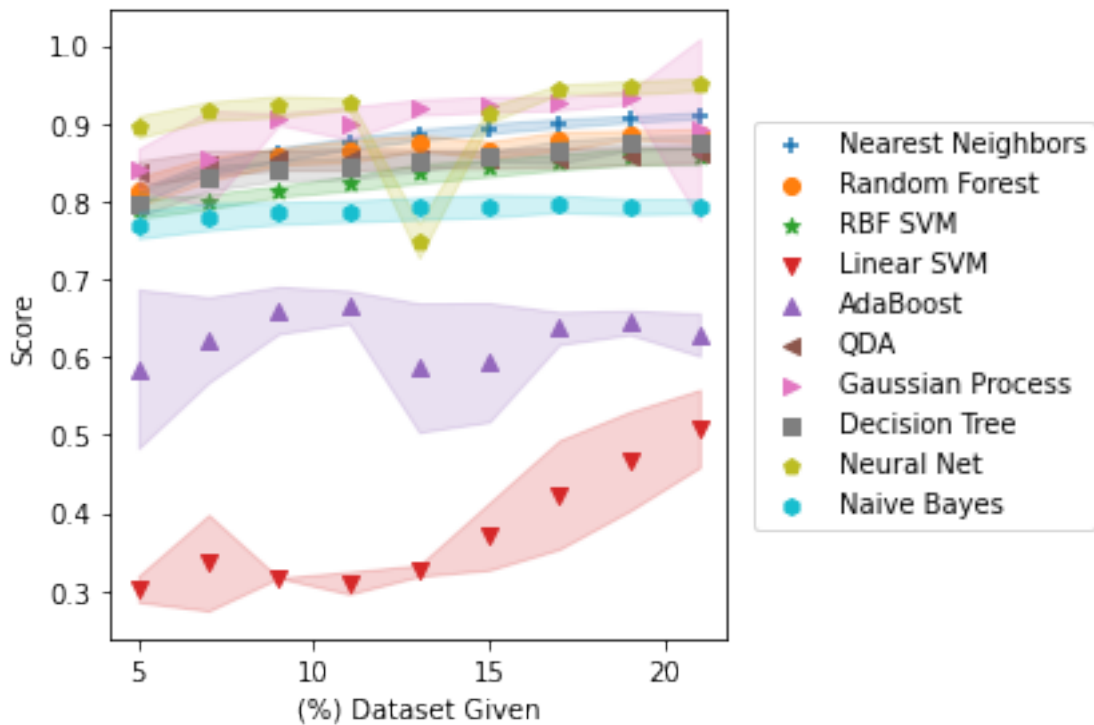 1.0
0.9
0.8
0.7
0.6
0.5
0.4
0.3
Score
5
10
15
20
(%) Dataset Given
Nearest Neighbors
Random Forest
RBF SVM
Linear SVM
AdaBoost
QDA
Gaussian Process
Decision Tree
Neural Net
Naive Bayes